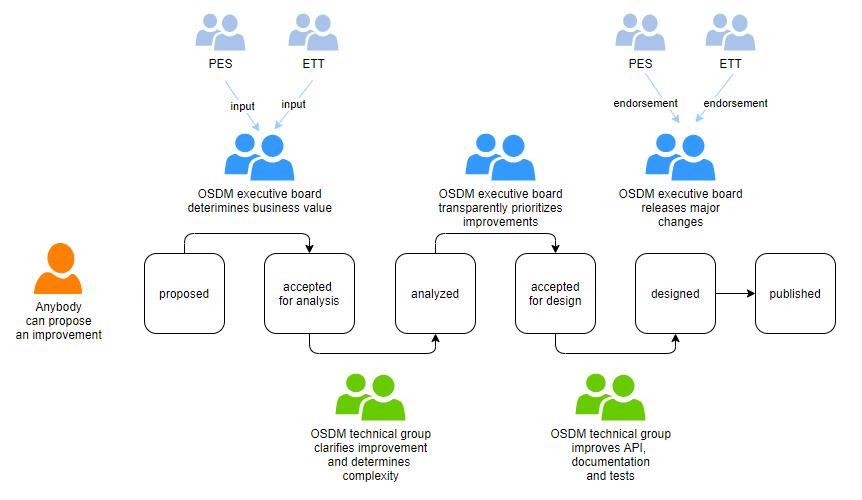 PES
ETT
PES
ETT
input
input
endorsement
endorsement
OSDM executive board
deterimines business value
OSDM executive board
transparently prioritizes
improvements
OSDM executive board
releases major
changes
Anybody
can propose
an improvement
proposed
accepted
for analysis
analyzed
accepted
for design
designed
published
OSDM technical group
clarifies improvement
and determines
complexity
OSDM technical group
improves API,
documentation
and tests